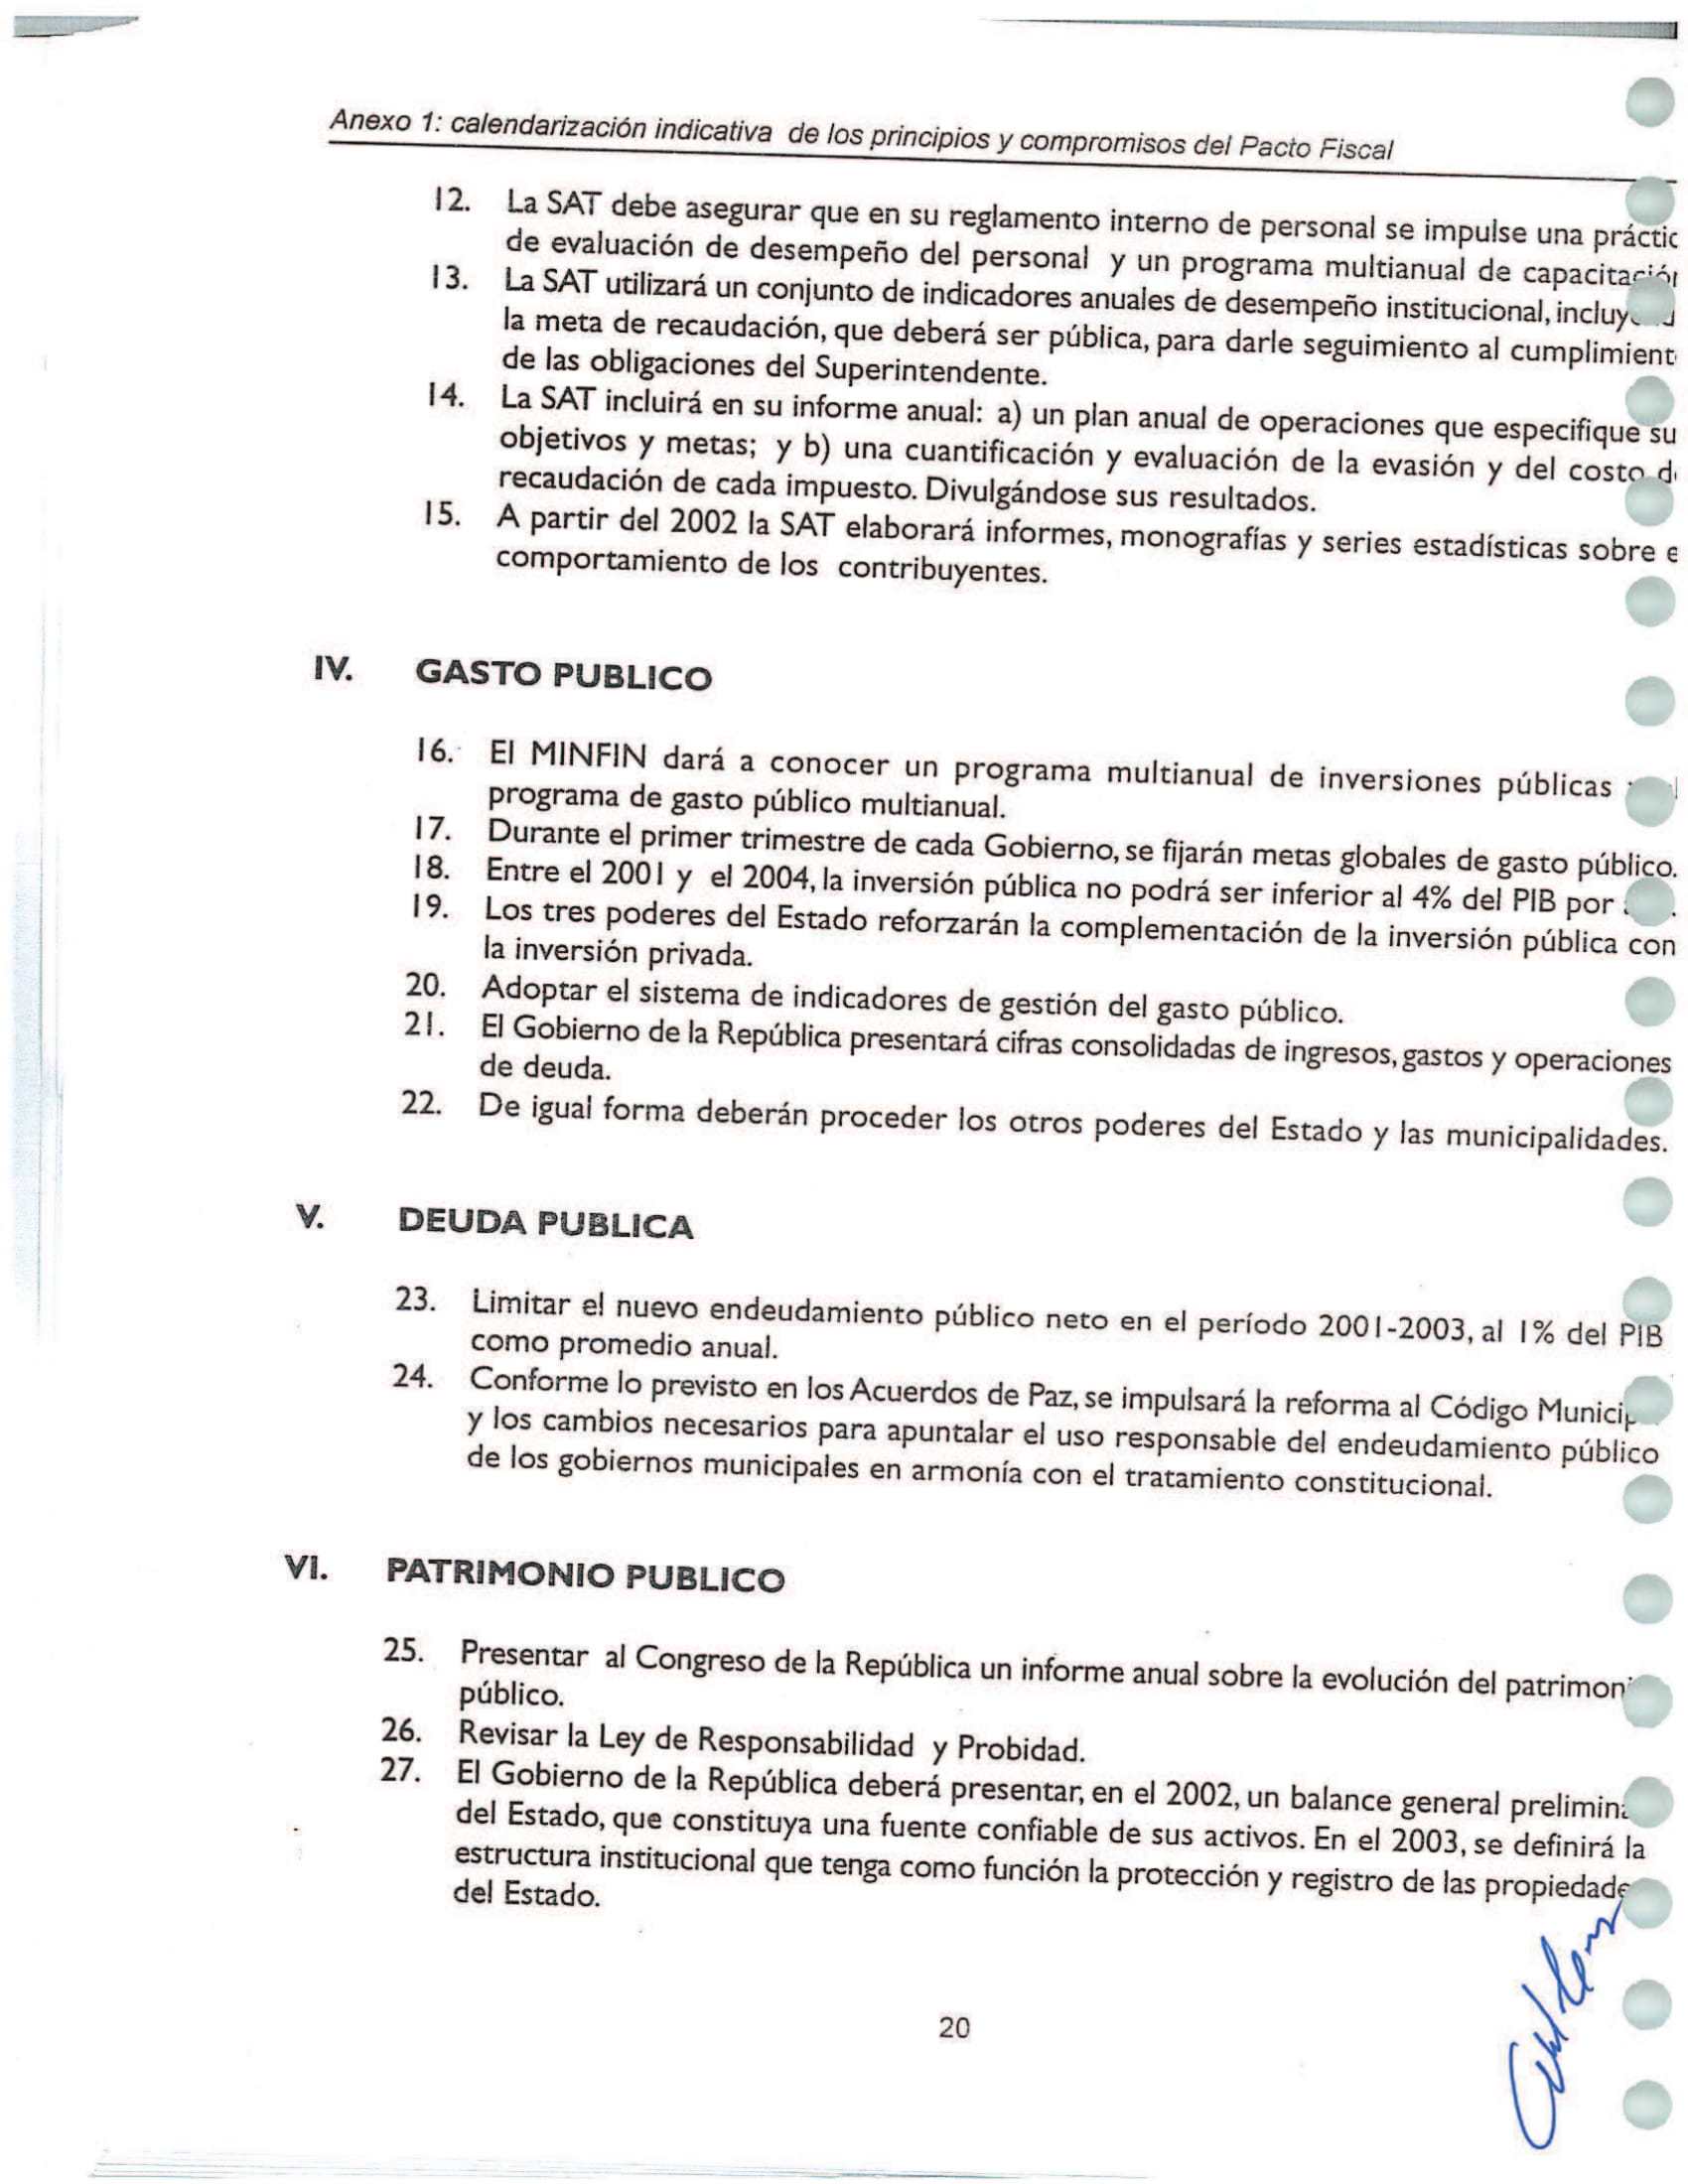 Anexo 1: calendarización indicativa de los principios y compromisos del Pacto Fiscal
12. La SAT debe asegurar que en su reglamento interno de personal se impulse una práctic
de evaluación de desempeño del personal y un programa multianual de capacitación
13. La SAT utilizará un conjunto de indicadores anuales de desempeño institucional,
la meta de recaudación, que deberá ser pública, para darle seguimiento al cumplimient
de las obligaciones del Superintendente.
14. La SAT incluirá en su informe anual: a) un plan anual de operaciones que especifique su
objetivos y metas; y b) una cuantificación y evaluación de la evasión y del costo d
recaudación de cada impuesto. Divulgándose sus resultados.
15. A partir del 2002 la SAT elaborará informes, monografías y series estadísticas sobre e
comportamiento de los contribuyentes.
IV. GASTO PUBLICO
16. El MINFIN dará a conocer un programa multianual de inversiones públicas
programa de gasto público multianual.
17. Durante el primer trimestre de cada Gobierno, se fijarán metas globales de gasto público.
18. Entre el 2001 y el 2004, la inversión pública no podrá ser inferior al 4% del PIB por
19. Los tres poderes del Estado reforzarán la complementación de la inversión pública con
la inversión privada.
20. Adoptar el sistema de indicadores de gestión del gasto público.
21. El Gobierno de la República presentará cifras consolidadas de ingresos, gastos y operaciones
de deuda.
22. De igual forma deberán proceder los otros poderes del Estado y las municipalidades.
V. DEUDA PUBLICA
23. Limitar el nuevo endeudamiento público neto en el período 2001-2003, al 1% del PIB
como promedio anual.
24. Conforme lo previsto en los Acuerdos de Paz, se impulsará la reforma al Código Municip
y los cambios necesarios para apuntalar el uso responsable del endeudamiento público
de los gobiernos municipales en armonía con el tratamiento constitucional.
VI. PATRIMONIO PUBLICO
25. Presentar al Congreso de la República un informe anual sobre la evolución del patrimoni
público.
26. Revisar la Ley de Responsabilidad y Probidad.
27. El Gobierno de la República deberá presentar, en el 2002, un balance general prelimina
del Estado, que constituya una fuente confiable de sus activos. En el 2003, se definirá la
estructura institucional que tenga como función la protección y registro de las propiedade
del Estado.
20